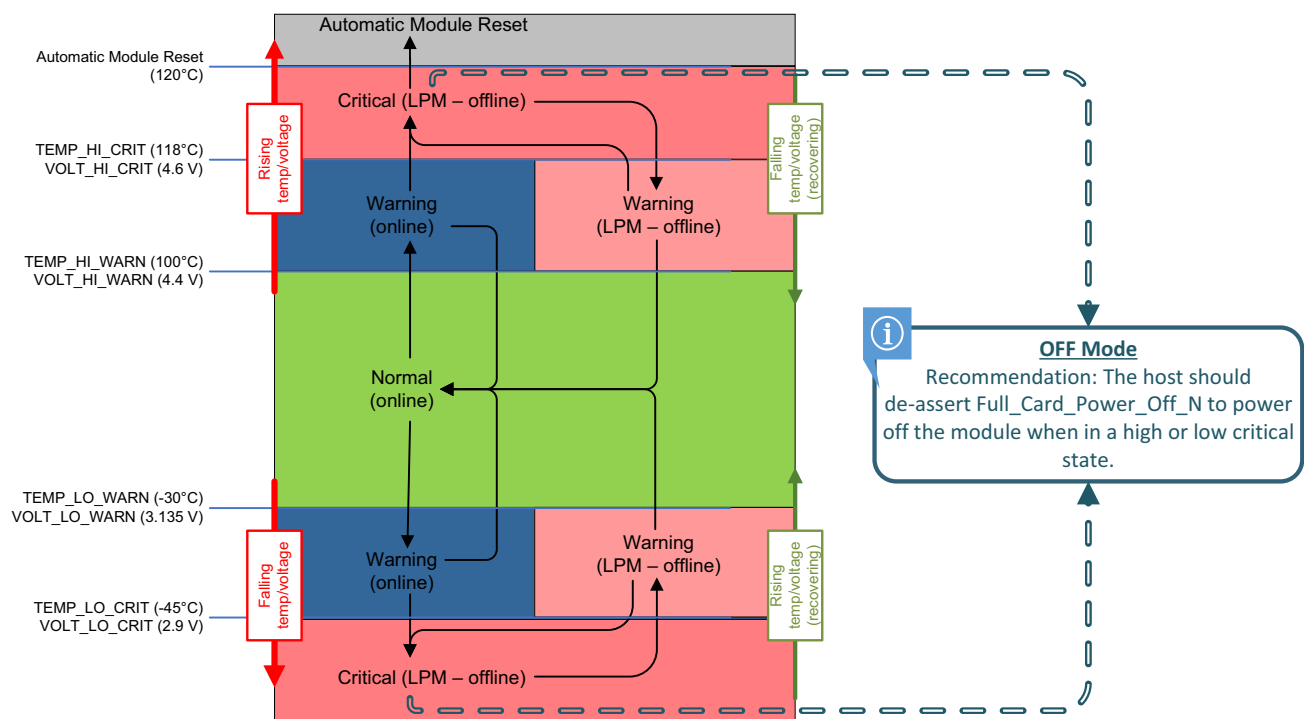 Automatic Module Reset
Automatic Module Reset
(120°C)
Critical (LPM – offline)
Rising
temp/voltage
Falling
temp/voltage
(recovering)
TEMP_HI_CRIT (118°C)
VOLT_HI_CRIT (4.6 V)
Warning
(online)
Warning
(LPM – offline)
TEMP_HI_WARN (100°C)
VOLT_HI_WARN (4.4 V)
Normal
(online)
i
OFF Mode
Recommendation: The host should
de-assert Full_Card_Power_Off_N to power
off the module when in a high or low critical
state.
TEMP_LO_WARN (-30°C)
VOLT_LO_WARN (3.135 V)
Falling
temp/voltage
Warning
(online)
Warning
(LPM – offline)
Rising
temp/voltage
(recovering)
TEMP_LO_CRIT (-45°C)
VOLT_LO_CRIT (2.9 V)
Critical (LPM – offline)